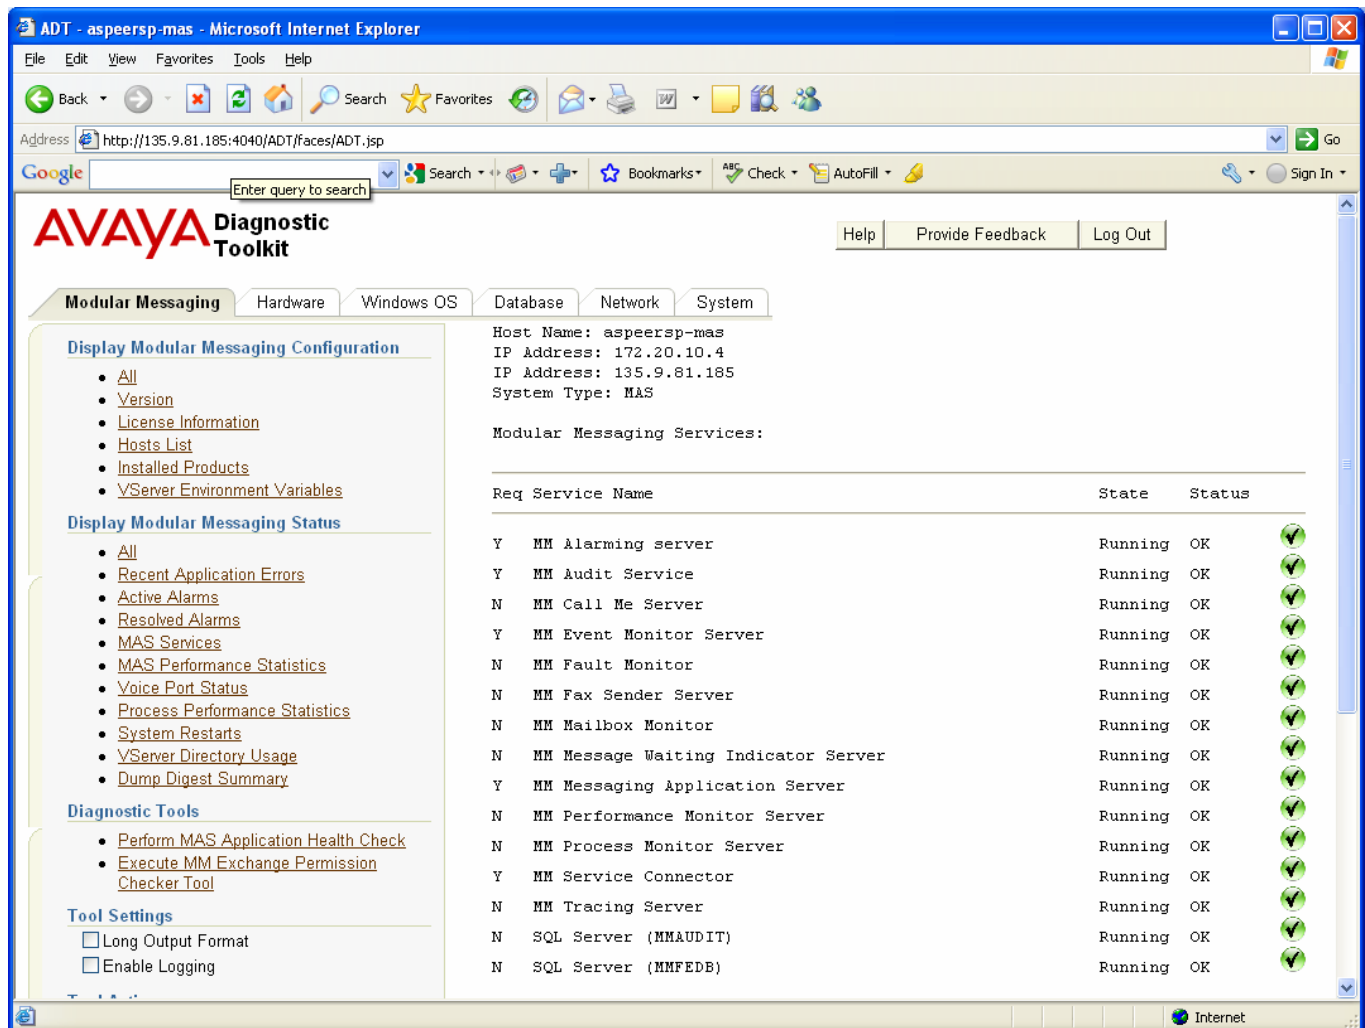 ADT - aspeersp-mas - Microsoft Internet Explorer
File Edit View Favorites Tools Help
Back Search Favorites
Address http://135.9.81.185:4040/ADT/faces/ADT.jsp Go
Google Search Bookmarks ABC Check AutoFill Sign In
Enter query to search
AVAYA Diagnostic Toolkit
Help Provide Feedback Log Out
Modular Messaging Hardware Windows OS Database Network System
Display Modular Messaging Configuration
All
Version
License Information
Hosts List
Installed Products
VServer Environment Variables
Display Modular Messaging Status
All
Recent Application Errors
Active Alarms
Resolved Alarms
MAS Services
MAS Performance Statistics
Voice Port Status
Process Performance Statistics
System Restarts
VServer Directory Usage
Dump Digest Summary
Diagnostic Tools
Perform MAS Application Health Check
Execute MM Exchange Permission
Checker Tool
Tool Settings
Long Output Format
Enable Logging
Host Name: aspeersp-mas
IP Address: 172.20.10.4
IP Address: 135.9.81.185
System Type: MAS
Modular Messaging Services:
Req Service Name State Status
Y MM Alarming server Running OK
Y MM Audit Service Running OK
N MM Call Me Server Running OK
Y MM Event Monitor Server Running OK
N MM Fault Monitor Running OK
N MM Fax Sender Server Running OK
N MM Mailbox Monitor Running OK
N MM Message Waiting Indicator Server Running OK
Y MM Messaging Application Server Running OK
N MM Performance Monitor Server Running OK
N MM Process Monitor Server Running OK
Y MM Service Connector Running OK
N MM Tracing Server Running OK
N SQL Server (MMAUDIT) Running OK
N SQL Server (MMFEDB) Running OK
Internet